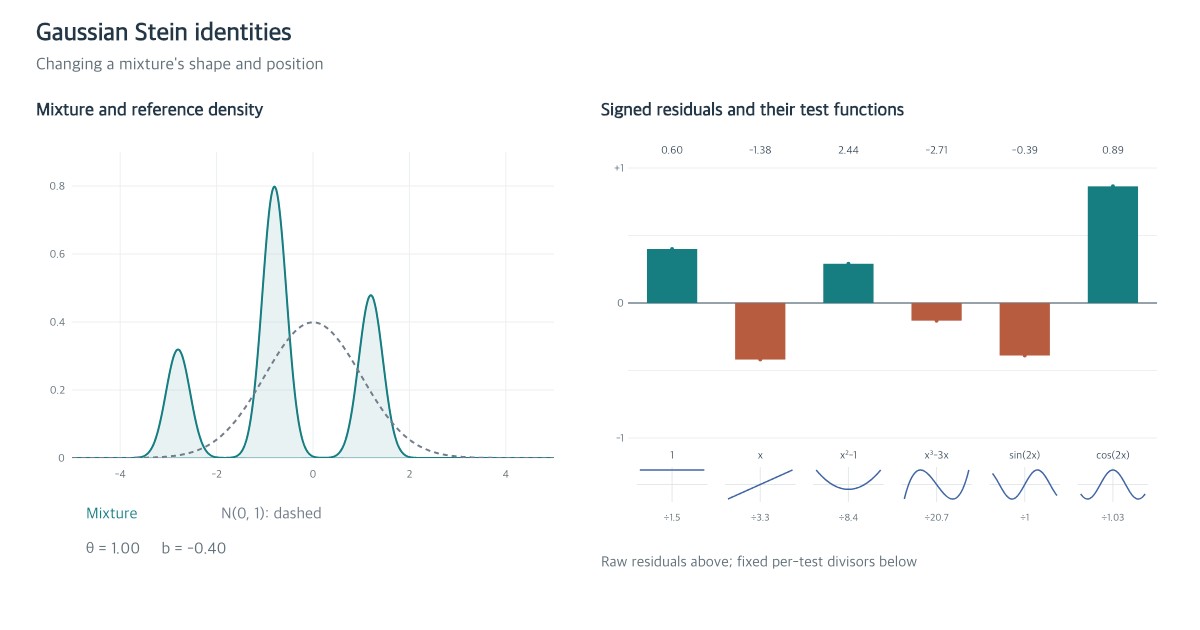 Gaussian Stein identities
Changing a mixture's shape and position
Mixture and reference density
0.8
0.6
0.4
0.2
0
-4 -2 0 2 4
Mixture N(0, 1): dashed
θ = 1.00 b = -0.40
Signed residuals and their test functions
0.60 -1.38 2.44 -2.71 -0.39 0.89
+1
0
-1
1 x x²-1 x³-3x sin(2x) cos(2x)
÷1.5 ÷3.3 ÷8.4 ÷20.7 ÷1 ÷1.03
Raw residuals above; fixed per-test divisors below